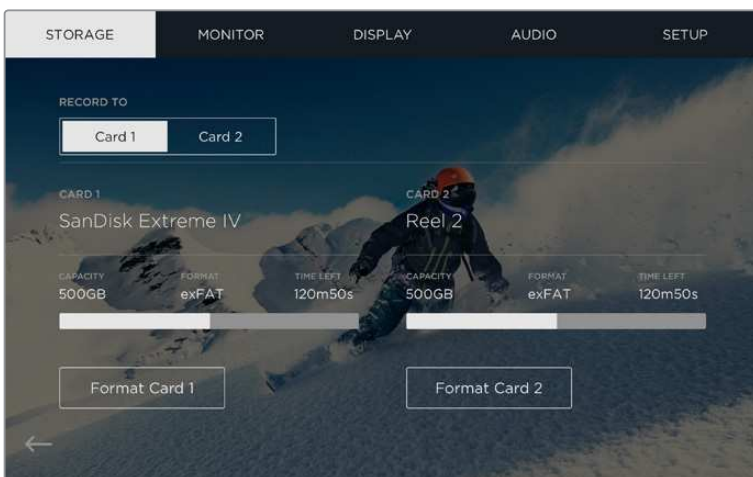 STORAGE MONITOR DISPLAY AUDIO SETUP
RECORD TO
Card 1 Card 2
CARD 1 CARD 2
SanDisk Extreme IV Reel 2
CAPACITY FORMAT TIME LEFT CAPACITY FORMAT TIME LEFT
500GB exFAT 120m50s 500GB exFAT 120m50s
Format Card 1 Format Card 2